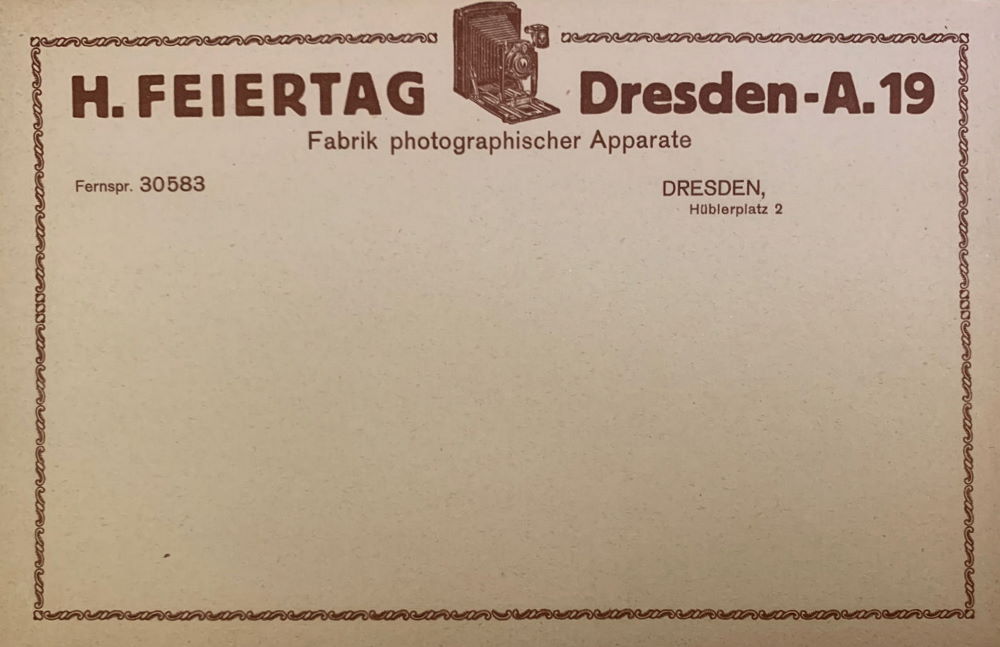 H. FEIERTAG Dresden-A. 19
Fabrik photographischer Apparate
Fernspr. 30583
DRESDEN,
Hüblerplatz 2